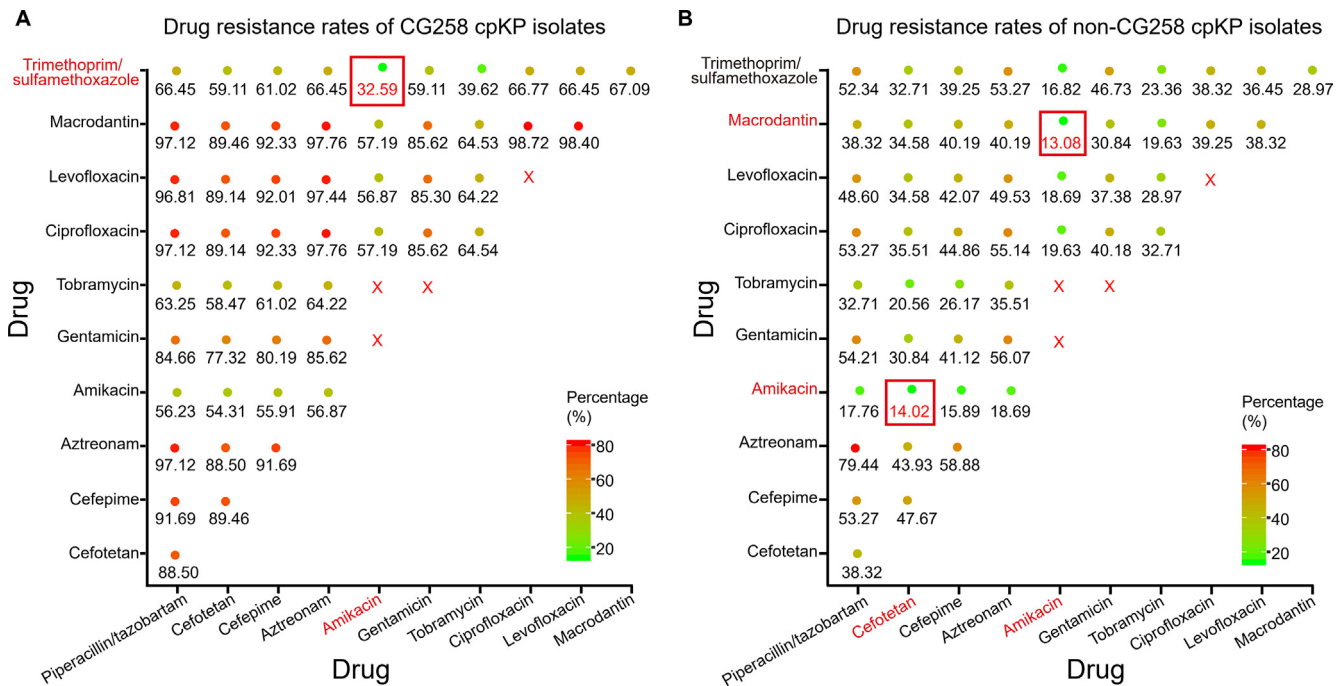 A
Drug resistance rates of CG258 cpKP isolates
Trimethoprim/
sulfamethoxazole
66.45 59.11 61.02 66.45 32.59 59.11 39.62 66.77 66.45 67.09
Macrodantin
97.12 89.46 92.33 97.76 57.19 85.62 64.53 98.72 98.40
Levofloxacin
X
96.81 89.14 92.01 97.44 56.87 85.30 64.22
Ciprofloxacin
97.12 89.14 92.33 97.76 57.19 85.62 64.54
Tobramycin
X X
63.25 58.47 61.02 64.22
Gentamicin
X
84.66 77.32 80.19 85.62
Amikacin
56.23 54.31 55.91 56.87
Aztreonam
97.12 88.50 91.69
Cefepime
91.69 89.46
Cefotetan
88.50
Drug
Percentage
(%)
80
60
40
20
Piperacillin/tazobartam
Cefotetan
Cefepime
Aztreonam
Amikacin
Gentamicin
Tobramycin
Ciprofloxacin
Levofloxacin
Macrodantin
Drug
B
Drug resistance rates of non-CG258 cpKP isolates
Trimethoprim/
sulfamethoxazole
52.34 32.71 39.25 53.27 16.82 46.73 23.36 38.32 36.45 28.97
Macrodantin
38.32 34.58 40.19 40.19 13.08 30.84 19.63 39.25 38.32
Levofloxacin
X
48.60 34.58 42.07 49.53 18.69 37.38 28.97
Ciprofloxacin
53.27 35.51 44.86 55.14 19.63 40.18 32.71
Tobramycin
X X
32.71 20.56 26.17 35.51
Gentamicin
X
54.21 30.84 41.12 56.07
Amikacin
17.76 14.02 15.89 18.69
Aztreonam
79.44 43.93 58.88
Cefepime
53.27 47.67
Cefotetan
38.32
Drug
Percentage
(%)
80
60
40
20
Piperacillin/tazobartam
Cefotetan
Cefepime
Aztreonam
Amikacin
Gentamicin
Tobramycin
Ciprofloxacin
Levofloxacin
Macrodantin
Drug